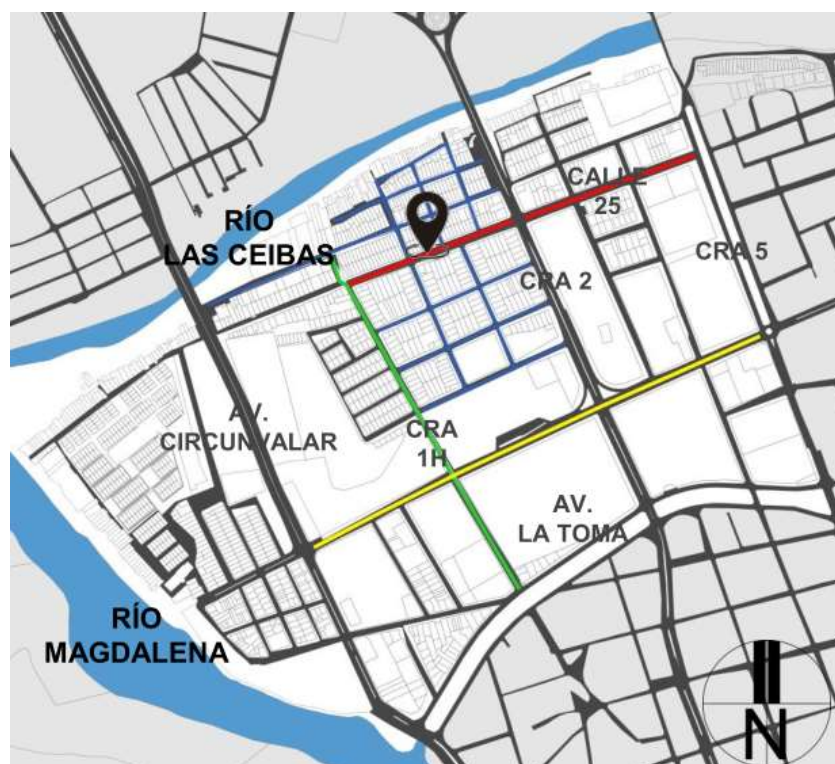 RÍO
LAS CEIBAS
CALLE
25
CRA 5
CRA 2
AV.
CIRCUNVALAR
CRA
1H
AV.
LA TOMA
RÍO
MAGDALENA
N